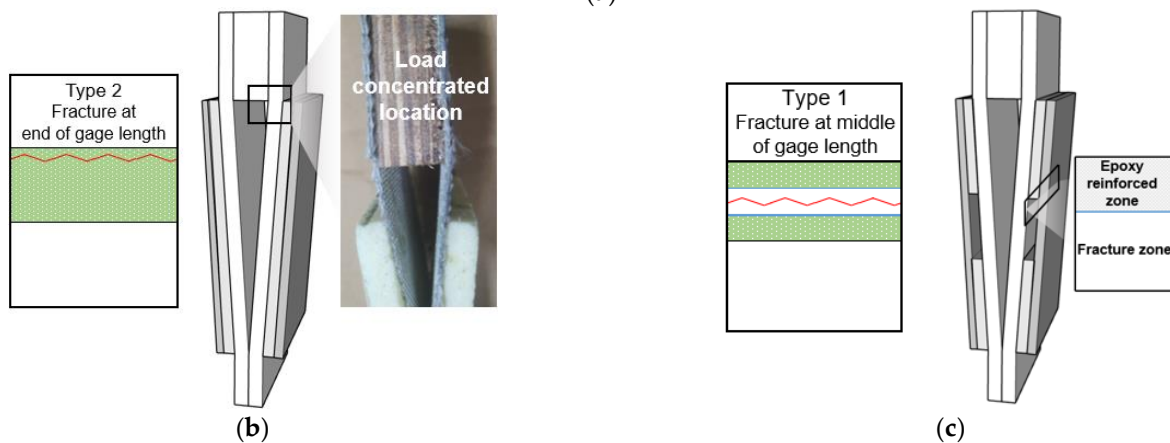 Type 2
Fracture at
end of gage length
Load
concentrated
location
(b)
Type 1
Fracture at middle
of gage length
Epoxy
reinforced
zone
Fracture zone
(c)